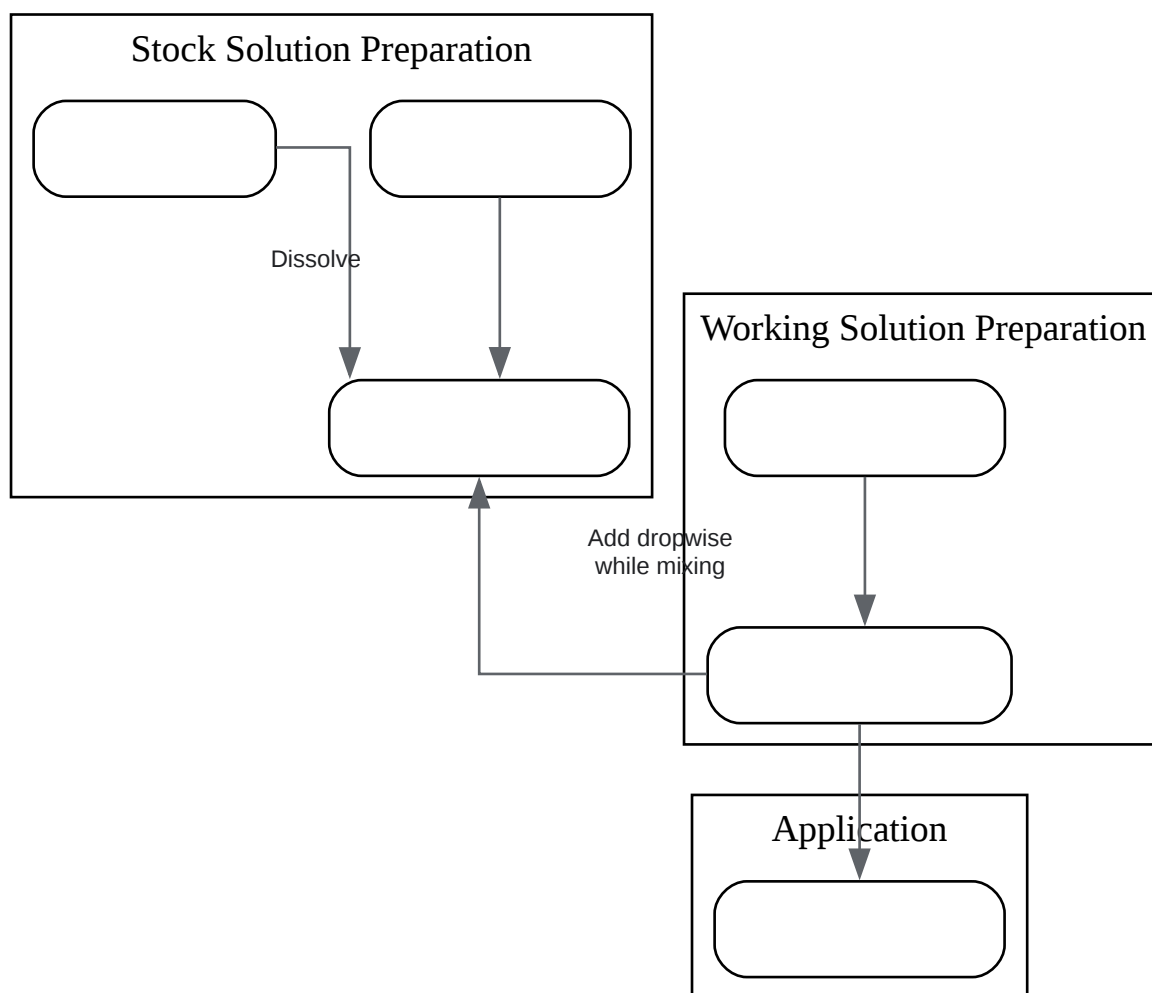 Stock Solution Preparation
Dissolve
Working Solution Preparation
Add dropwise
while mixing
Application